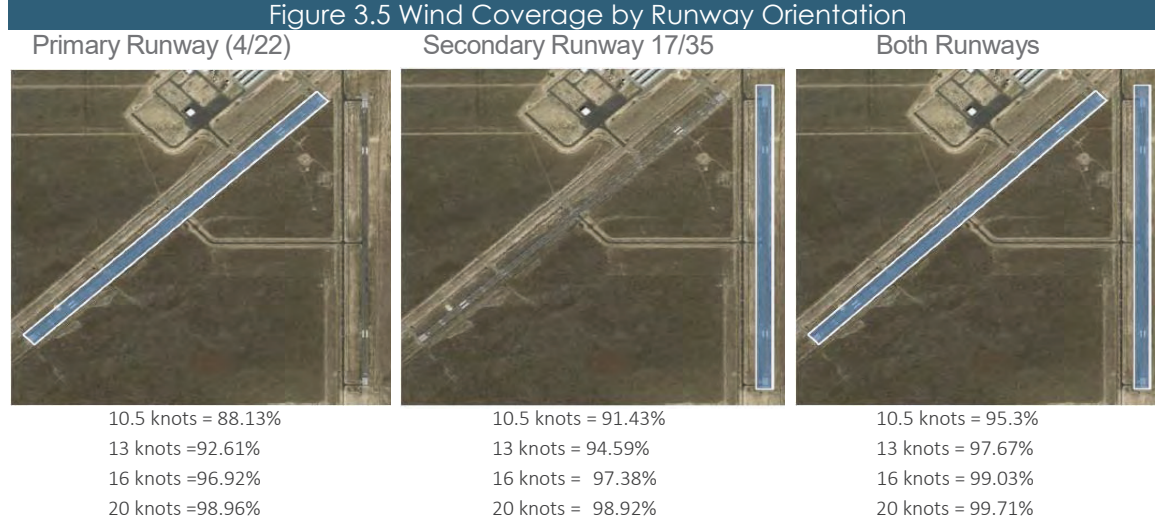 Figure 3.5 Wind Coverage by Runway Orientation
Primary Runway (4/22)
10.5 knots = 88.13%
13 knots =92.61%
16 knots =96.92%
20 knots =98.96%
Secondary Runway 17/35
10.5 knots = 91.43%
13 knots = 94.59%
16 knots = 97.38%
20 knots = 98.92%
Both Runways
10.5 knots = 95.3%
13 knots = 97.67%
16 knots = 99.03%
20 knots = 99.71%